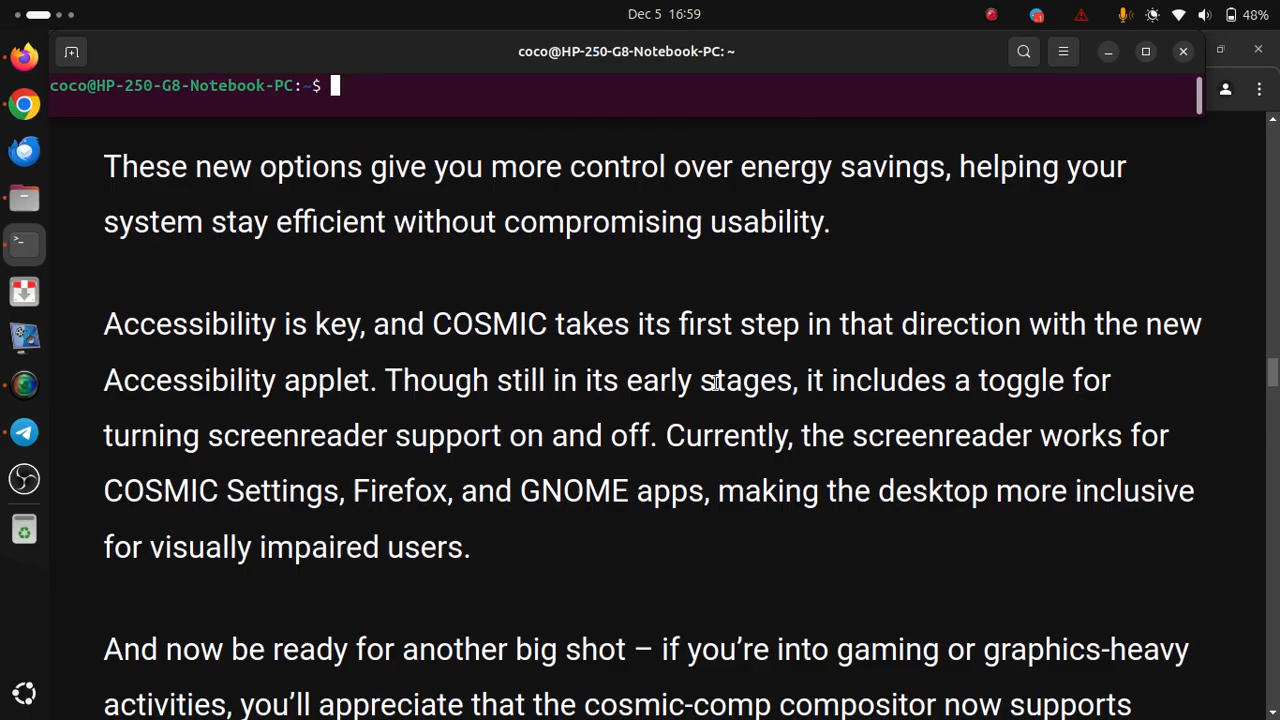 Dec 5 16:59
48%
coco@HP-250-G8-Notebook-PC: ~
coco@HP-250-G8-Notebook-PC:~$
These new options give you more control over energy savings, helping your
system stay efficient without compromising usability.
Accessibility is key, and COSMIC takes its first step in that direction with the new
Accessibility applet. Though still in its early stages, it includes a toggle for
turning screenreader support on and off. Currently, the screenreader works for
COSMIC Settings, Firefox, and GNOME apps, making the desktop more inclusive
for visually impaired users.
And now be ready for another big shot – if you’re into gaming or graphics-heavy
activities, you’ll appreciate that the cosmic-comp compositor now supports